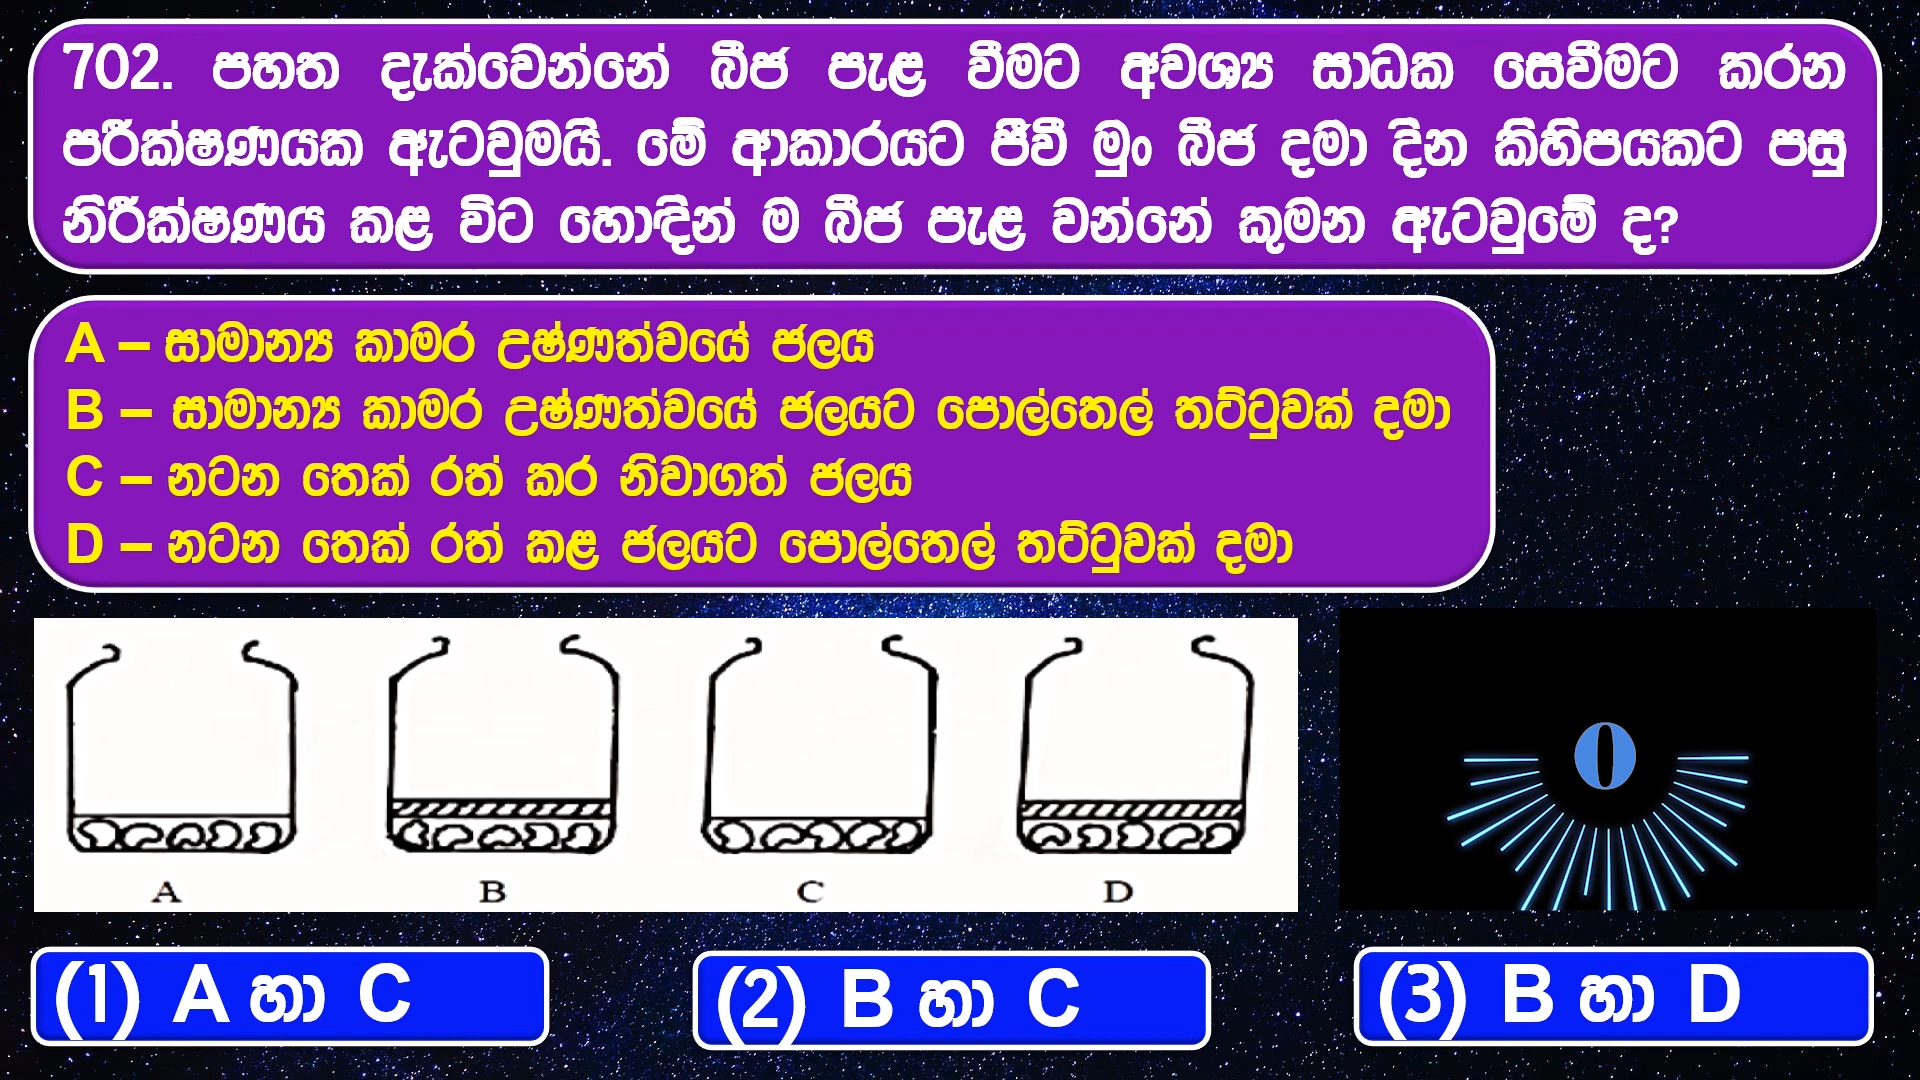 702. පහත දැක්වෙන්නේ බීජ පැළ වීමට අවශ්‍ය සාධක සෙවීමට කරන
පරීක්ෂණයක ඇටවුමයි. මේ ආකාරයට ජීවී මුං බීජ දමා දින කිහිපයකට පසු
නිරීක්ෂණය කළ විට හොඳින් ම බීජ පැළ වන්නේ කුමන ඇටවුමේ ද?
A – සාමාන්‍ය කාමර උෂ්ණත්වයේ ජලය
B – සාමාන්‍ය කාමර උෂ්ණත්වයේ ජලයට පොල්තෙල් තට්ටුවක් දමා
C – නටන තෙක් රත් කර නිවාගත් ජලය
D – නටන තෙක් රත් කළ ජලයට පොල්තෙල් තට්ටුවක් දමා
A B C D
0
(1) A හා C (2) B හා C (3) B හා D